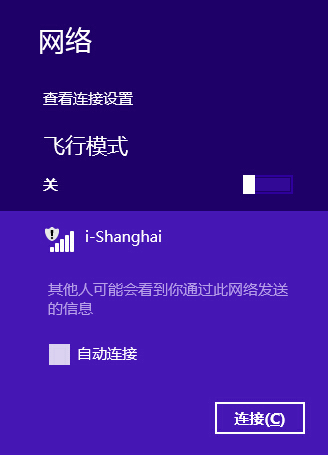 网络
查看连接设置
飞行模式
关
i-Shanghai
其他人可能会看到你通过此网络发送
的信息
自动连接
连接(C)